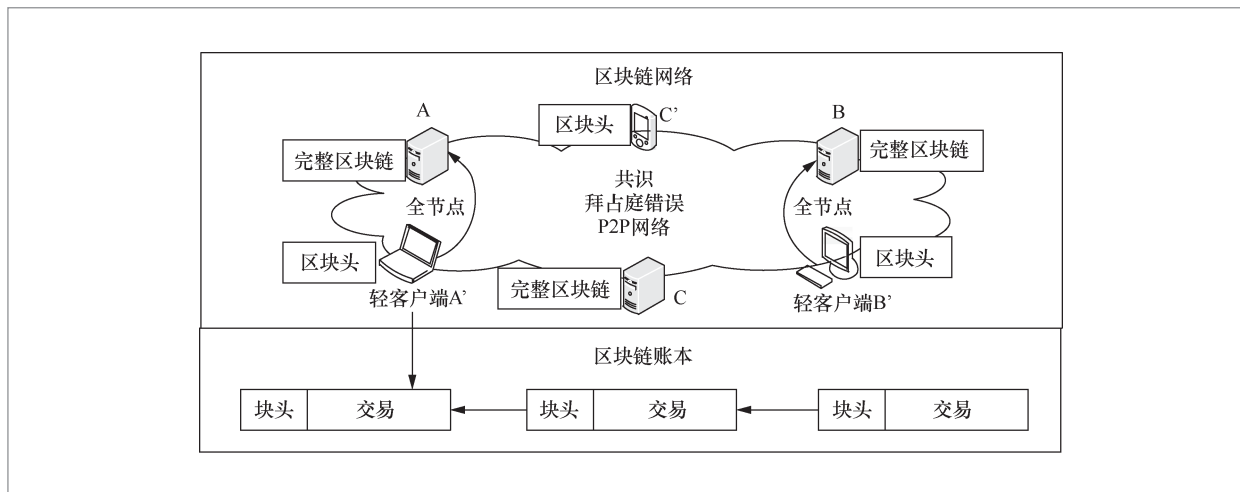 区块链网络
A
区块头
C'
B
完整区块链
完整区块链
共识
拜占庭错误
P2P网络
全节点
全节点
区块头
区块头
完整区块链
C
轻客户端A'
轻客户端B'
区块链账本
块头
交易
块头
交易
块头
交易